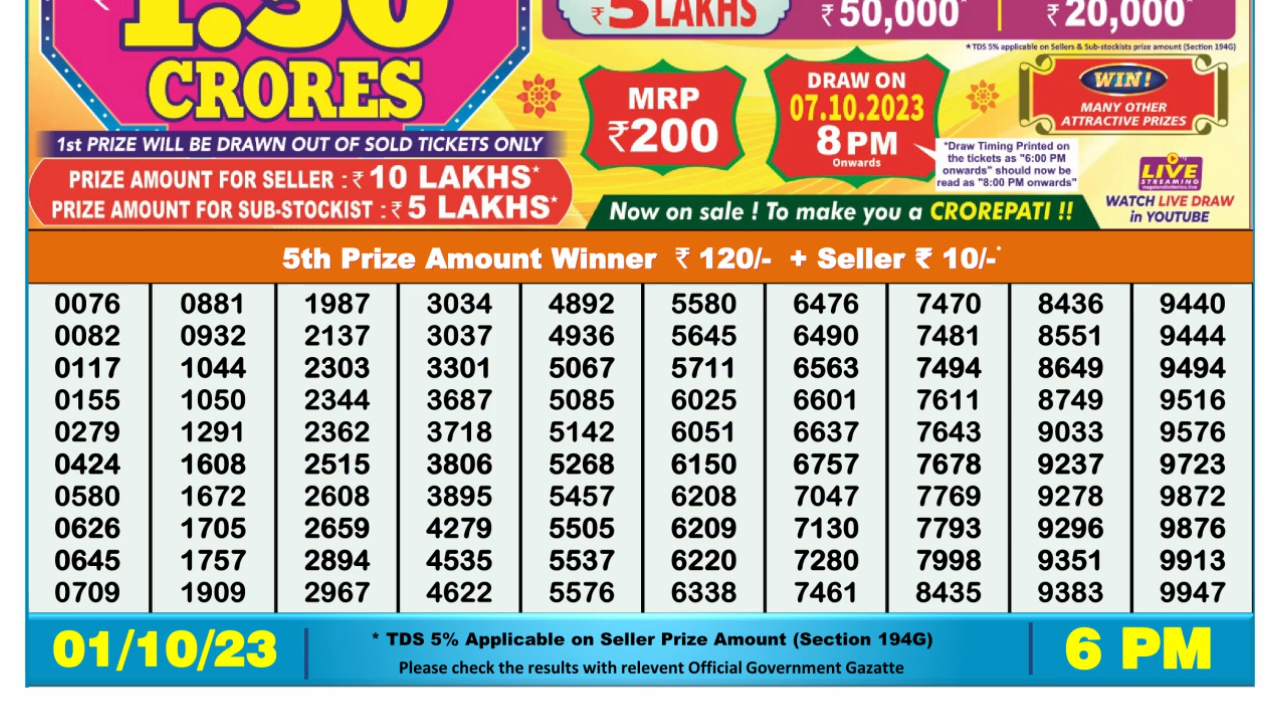 1.50
CRORES
₹5 LAKHS
₹50,000*
₹20,000*
*TDS 5% applicable on Sellers & Sub-stockists prize amount (Section 194G)
MRP
₹200
DRAW ON
07.10.2023
8 PM
Onwards
WIN!
MANY OTHER
ATTRACTIVE PRIZES
1st PRIZE WILL BE DRAWN OUT OF SOLD TICKETS ONLY
*Draw Timing Printed on
the tickets as "6:00 PM
onwards" should now be
read as "8:00 PM onwards"
PRIZE AMOUNT FOR SELLER : ₹10 LAKHS*
PRIZE AMOUNT FOR SUB-STOCKIST : ₹5 LAKHS*
Now on sale ! To make you a CROREPATI !!
LIVE
STREAMING
WATCH LIVE DRAW
in YOUTUBE
5th Prize Amount Winner ₹ 120/- + Seller ₹ 10/-*
0076 0881 1987 3034 4892 5580 6476 7470 8436 9440
0082 0932 2137 3037 4936 5645 6490 7481 8551 9444
0117 1044 2303 3301 5067 5711 6563 7494 8649 9494
0155 1050 2344 3687 5085 6025 6601 7611 8749 9516
0279 1291 2362 3718 5142 6051 6637 7643 9033 9576
0424 1608 2515 3806 5268 6150 6757 7678 9237 9723
0580 1672 2608 3895 5457 6208 7047 7769 9278 9872
0626 1705 2659 4279 5505 6209 7130 7793 9296 9876
0645 1757 2894 4535 5537 6220 7280 7998 9351 9913
0709 1909 2967 4622 5576 6338 7461 8435 9383 9947
01/10/23
* TDS 5% Applicable on Seller Prize Amount (Section 194G)
Please check the results with relevent Official Government Gazatte
6 PM